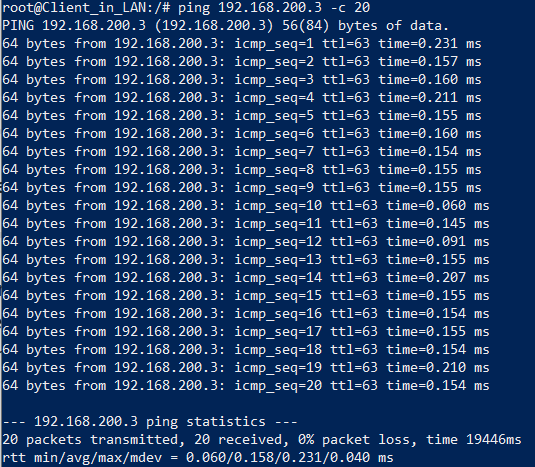 root@Client_in_LAN:/# ping 192.168.200.3 -c 20
PING 192.168.200.3 (192.168.200.3) 56(84) bytes of data.
64 bytes from 192.168.200.3: icmp_seq=1 ttl=63 time=0.231 ms
64 bytes from 192.168.200.3: icmp_seq=2 ttl=63 time=0.157 ms
64 bytes from 192.168.200.3: icmp_seq=3 ttl=63 time=0.160 ms
64 bytes from 192.168.200.3: icmp_seq=4 ttl=63 time=0.211 ms
64 bytes from 192.168.200.3: icmp_seq=5 ttl=63 time=0.155 ms
64 bytes from 192.168.200.3: icmp_seq=6 ttl=63 time=0.160 ms
64 bytes from 192.168.200.3: icmp_seq=7 ttl=63 time=0.154 ms
64 bytes from 192.168.200.3: icmp_seq=8 ttl=63 time=0.155 ms
64 bytes from 192.168.200.3: icmp_seq=9 ttl=63 time=0.155 ms
64 bytes from 192.168.200.3: icmp_seq=10 ttl=63 time=0.060 ms
64 bytes from 192.168.200.3: icmp_seq=11 ttl=63 time=0.145 ms
64 bytes from 192.168.200.3: icmp_seq=12 ttl=63 time=0.091 ms
64 bytes from 192.168.200.3: icmp_seq=13 ttl=63 time=0.155 ms
64 bytes from 192.168.200.3: icmp_seq=14 ttl=63 time=0.207 ms
64 bytes from 192.168.200.3: icmp_seq=15 ttl=63 time=0.155 ms
64 bytes from 192.168.200.3: icmp_seq=16 ttl=63 time=0.154 ms
64 bytes from 192.168.200.3: icmp_seq=17 ttl=63 time=0.155 ms
64 bytes from 192.168.200.3: icmp_seq=18 ttl=63 time=0.154 ms
64 bytes from 192.168.200.3: icmp_seq=19 ttl=63 time=0.210 ms
64 bytes from 192.168.200.3: icmp_seq=20 ttl=63 time=0.154 ms

--- 192.168.200.3 ping statistics ---
20 packets transmitted, 20 received, 0% packet loss, time 19446ms
rtt min/avg/max/mdev = 0.060/0.158/0.231/0.040 ms